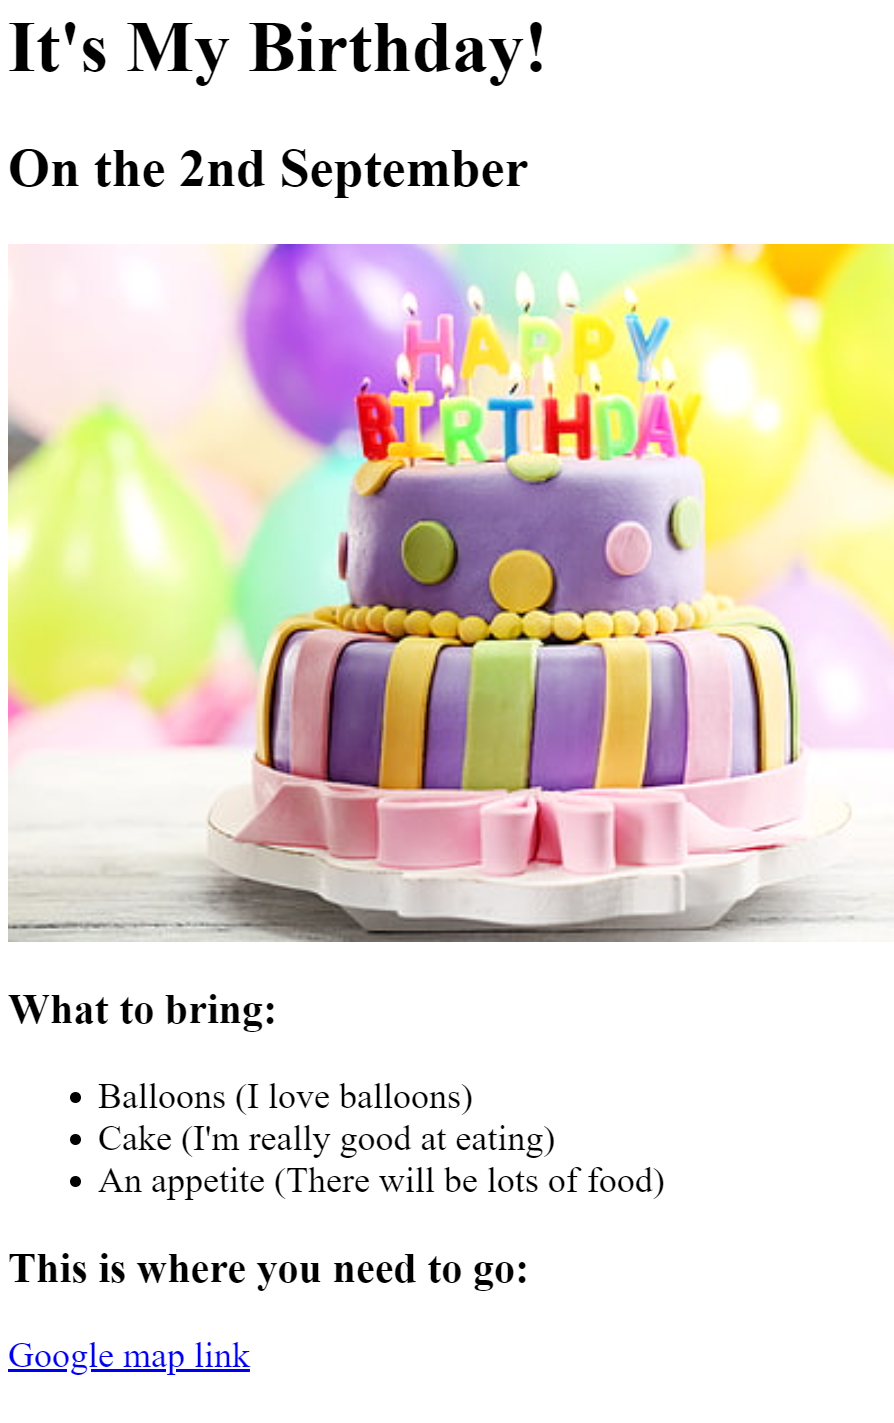 It's My Birthday!
On the 2nd September
HAPPY
BIRTHDAY
What to bring:
Balloons (I love balloons)
Cake (I'm really good at eating)
An appetite (There will be lots of food)
This is where you need to go:
Google map link